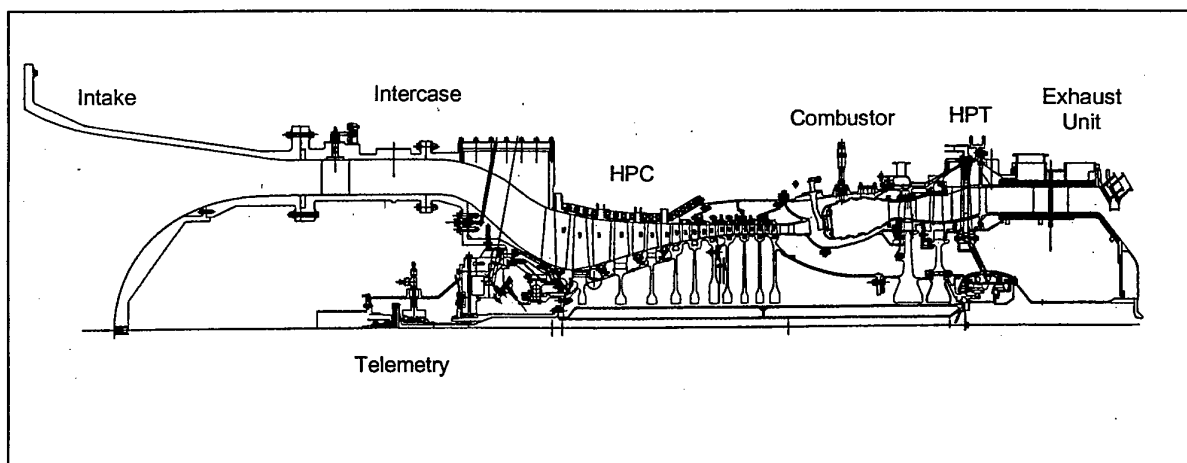 Intake
Intercase
HPC
Combustor
HPT
Exhaust
Unit
Telemetry